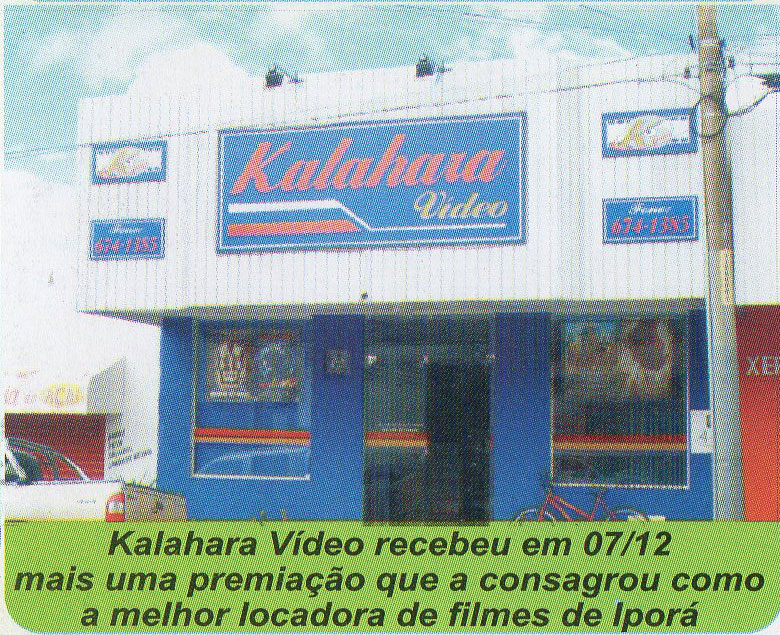 Kalahara
Vídeo
Fone:
674-1385
Fone:
674-1385
XER
Kalahara Vídeo recebeu em 07/12
mais uma premiação que a consagrou como
a melhor locadora de filmes de Iporá